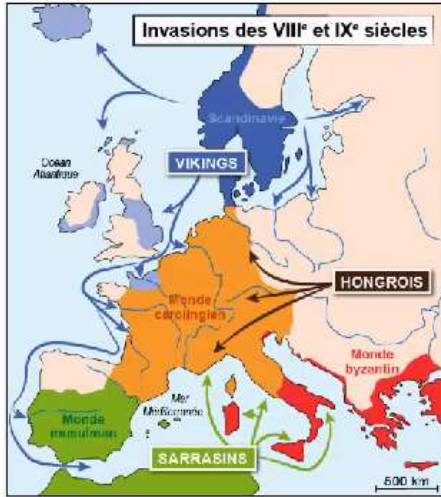 Invasions des VIIIᵉ et IXᵉ siècles
Scandinavie
Océan
Atlantique
VIKINGS
HONGROIS
Monde
carolingien
Monde
byzantin
Mer
Méditerranée
Monde
musulman
SARRASINS
500 km